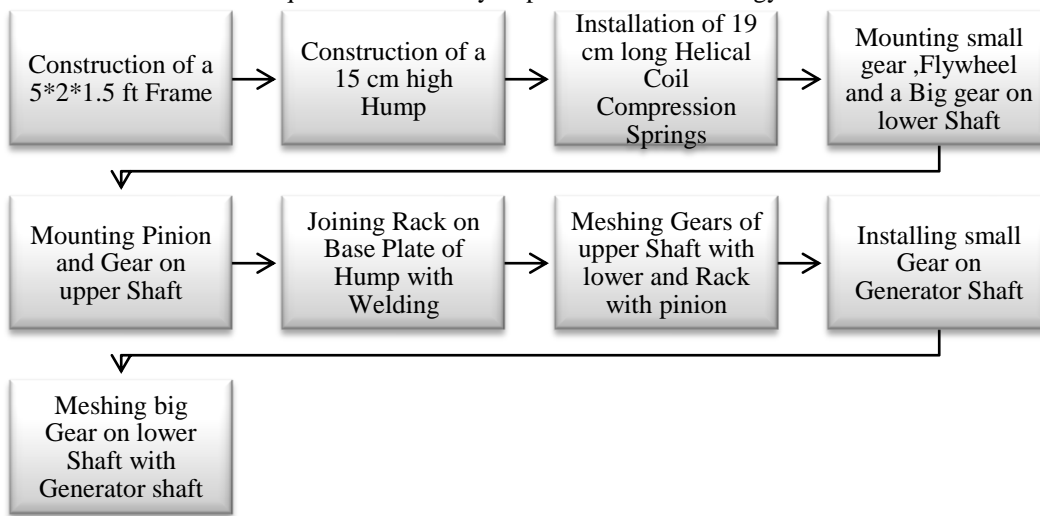 Construction of a
5*2*1.5 ft Frame
Construction of a
15 cm high
Hump
Installation of 19
cm long Helical
Coil
Compression
Springs
Mounting small
gear ,Flywheel
and a Big gear on
lower Shaft
Mounting Pinion
and Gear on
upper Shaft
Joining Rack on
Base Plate of
Hump with
Welding
Meshing Gears of
upper Shaft with
lower and Rack
with pinion
Installing small
Gear on
Generator Shaft
Meshing big
Gear on lower
Shaft with
Generator shaft